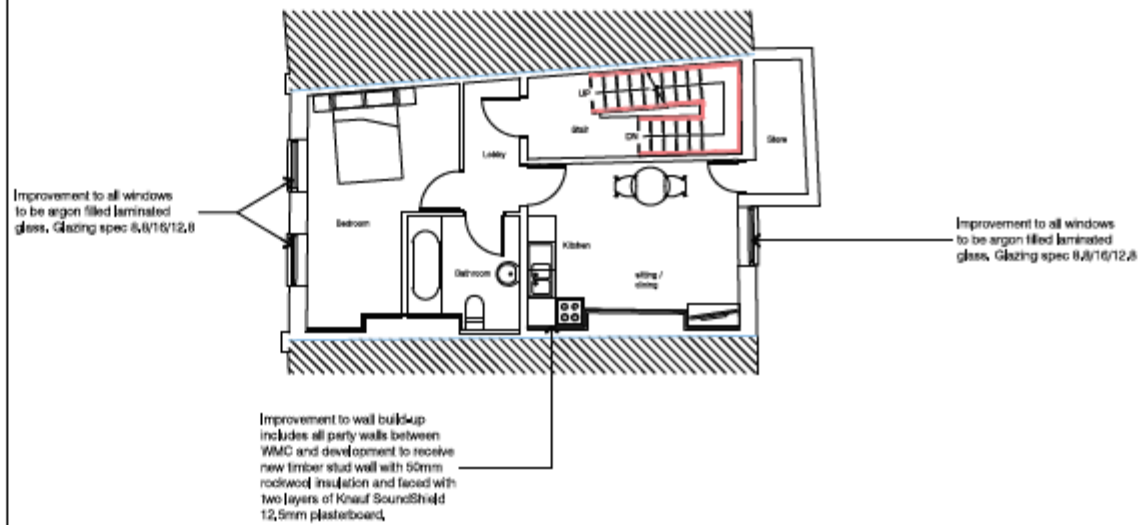 UP
Stair
DN
Store
Lobby
Improvement to all windows
to be argon filled laminated
glass. Glazing spec 8.8/16/12.8
Bedroom
Kitchen
Bathroom
sitting /
dining
Improvement to all windows
to be argon filled laminated
glass. Glazing spec 8.8/16/12.8
Improvement to wall build-up
includes all party walls between
WMC and development to receive
new timber stud wall with 50mm
rockwool insulation and faced with
two layers of Knauf SoundShield
12.5mm plasterboard.